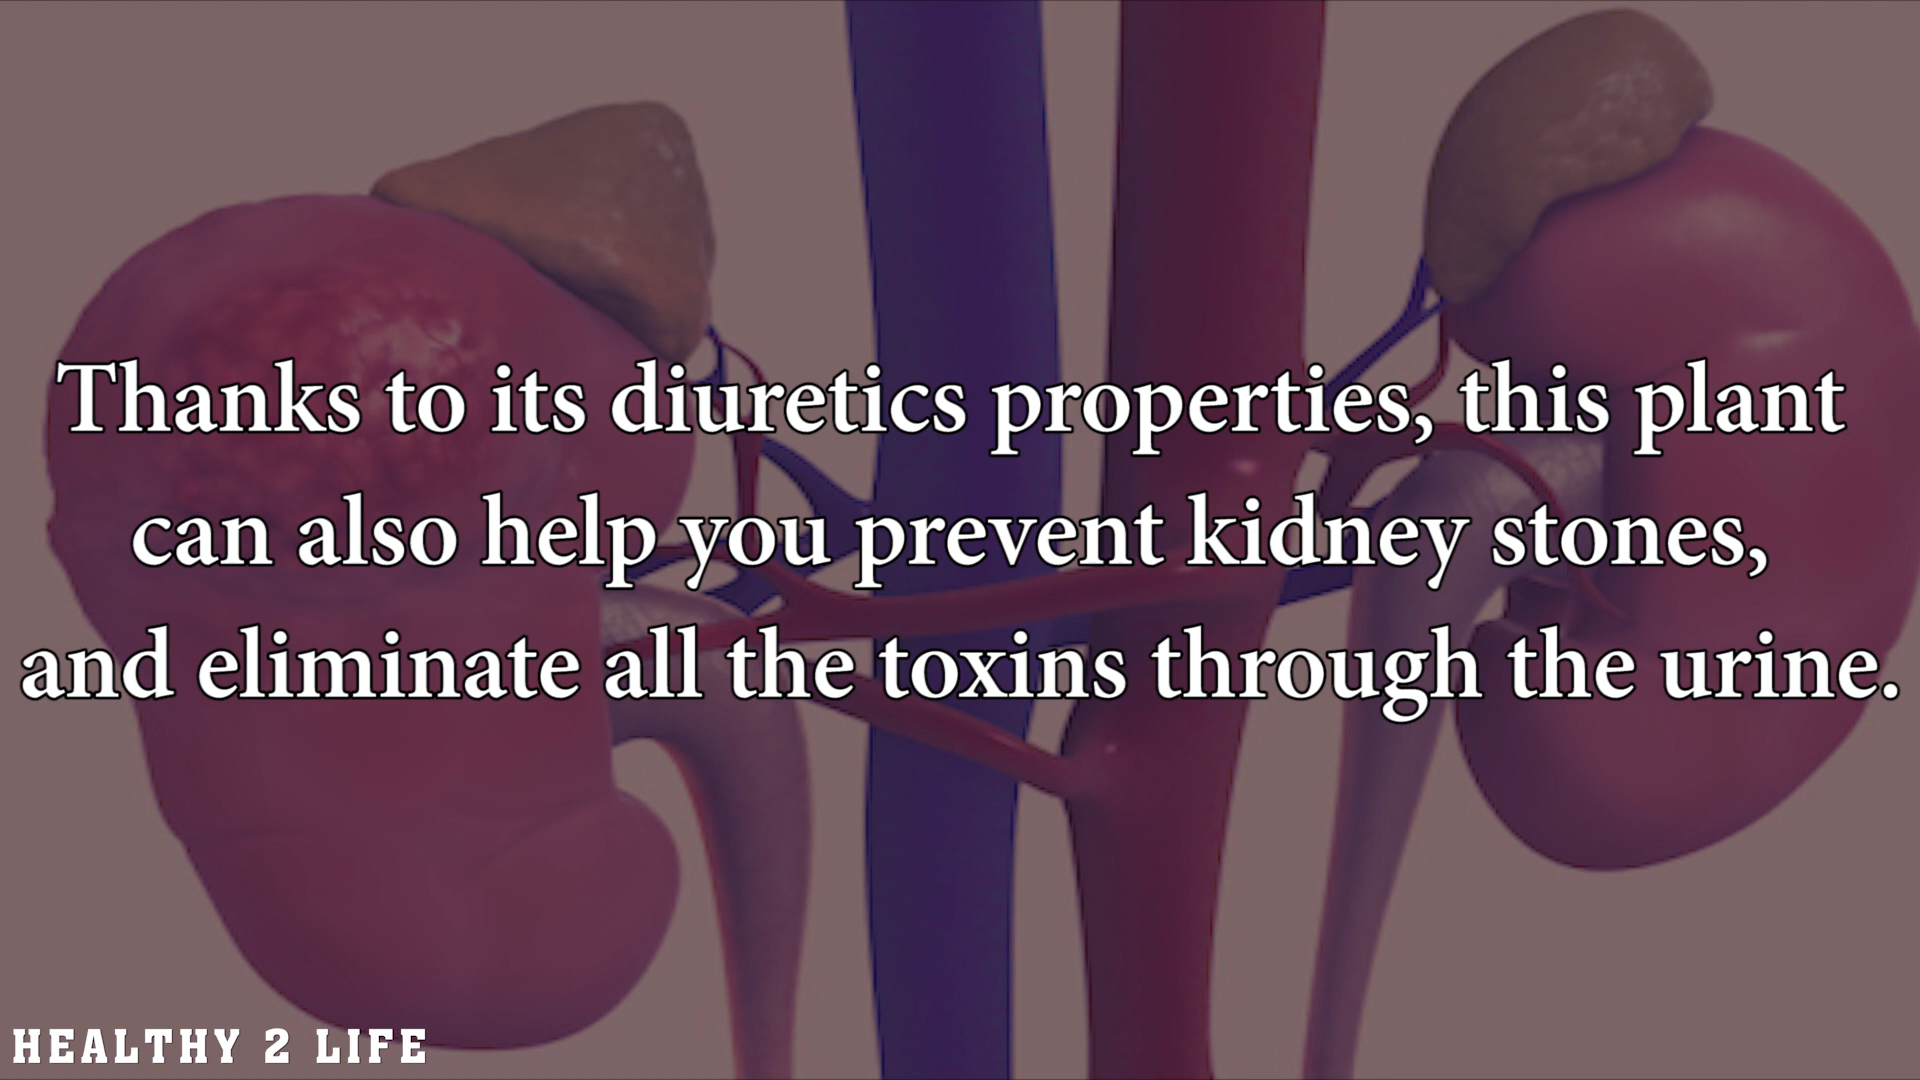 Thanks to its diuretics properties, this plant
can also help you prevent kidney stones,
and eliminate all the toxins through the urine.
HEALTHY 2 LIFE